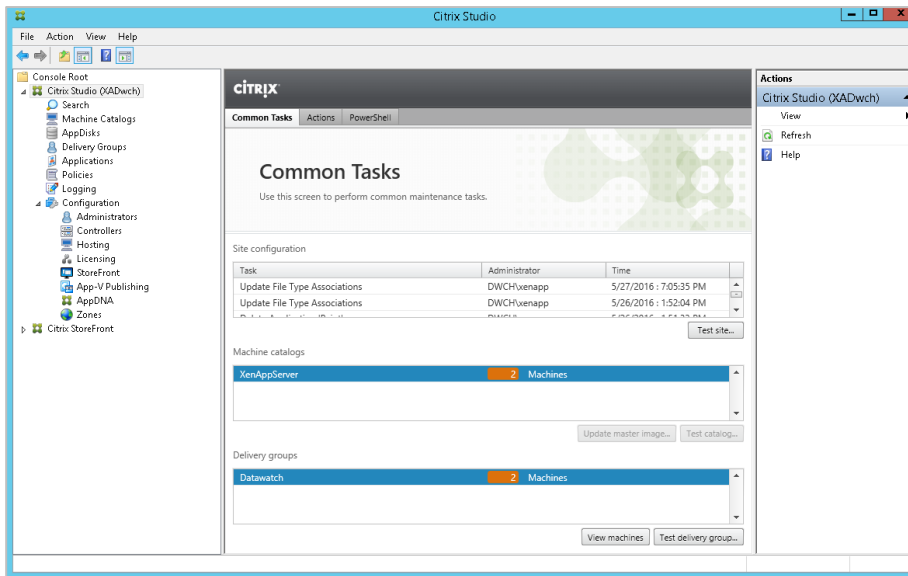 Citrix Studio
File Action View Help
Console Root
Citrix Studio (XADwch)
Search
Machine Catalogs
AppDisks
Delivery Groups
Applications
Policies
Logging
Configuration
Administrators
Controllers
Hosting
Licensing
StoreFront
App-V Publishing
AppDNA
Zones
Citrix StoreFront
CİTRIX
Common Tasks Actions PowerShell
Common Tasks
Use this screen to perform common maintenance tasks.
Site configuration
Task Administrator Time
Update File Type Associations DWCH\xenapp 5/27/2016 : 7:05:35 PM
Update File Type Associations DWCH\xenapp 5/26/2016 : 1:52:04 PM
Test site...
Machine catalogs
XenAppServer 2 Machines
Update master image... Test catalog...
Delivery groups
Datawatch 2 Machines
View machines Test delivery group...
Actions
Citrix Studio (XADwch)
View
Refresh
Help